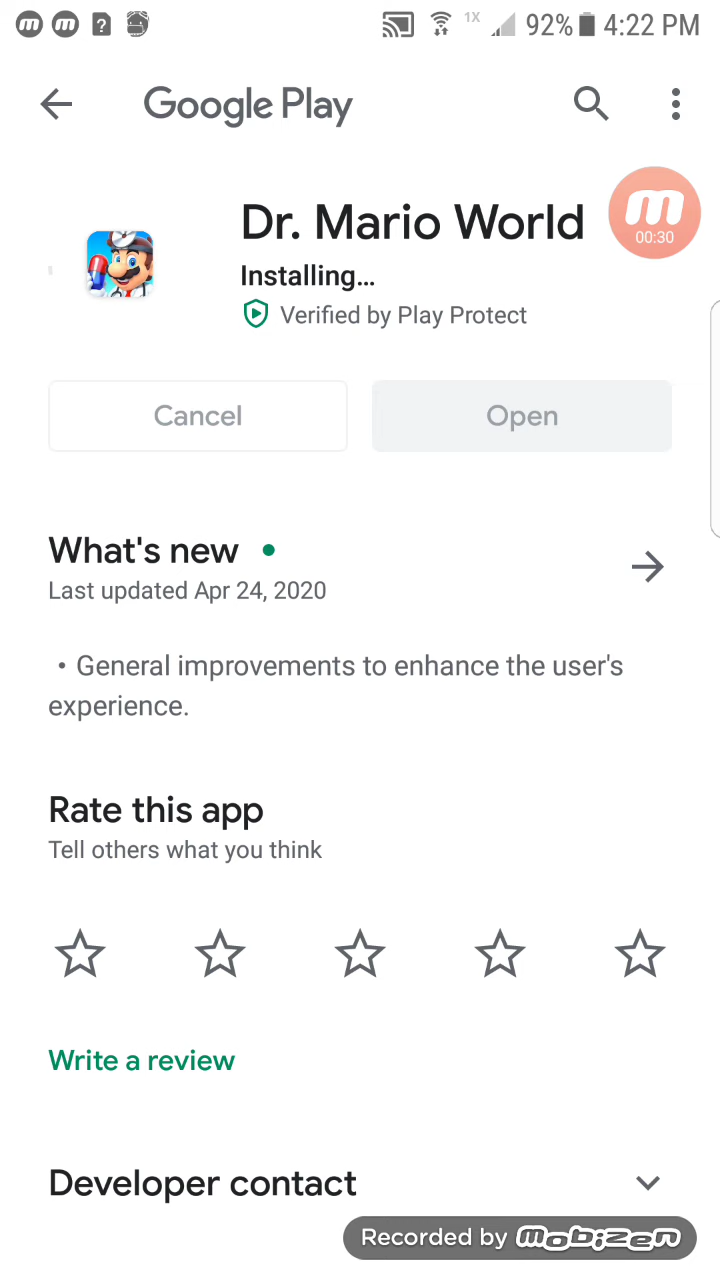 1X 92% 4:22 PM
Google Play
Dr. Mario World
00:30
Installing...
Verified by Play Protect
Cancel Open
What's new
Last updated Apr 24, 2020
• General improvements to enhance the user's
experience.
Rate this app
Tell others what you think
Write a review
Developer contact
Recorded by mobizen